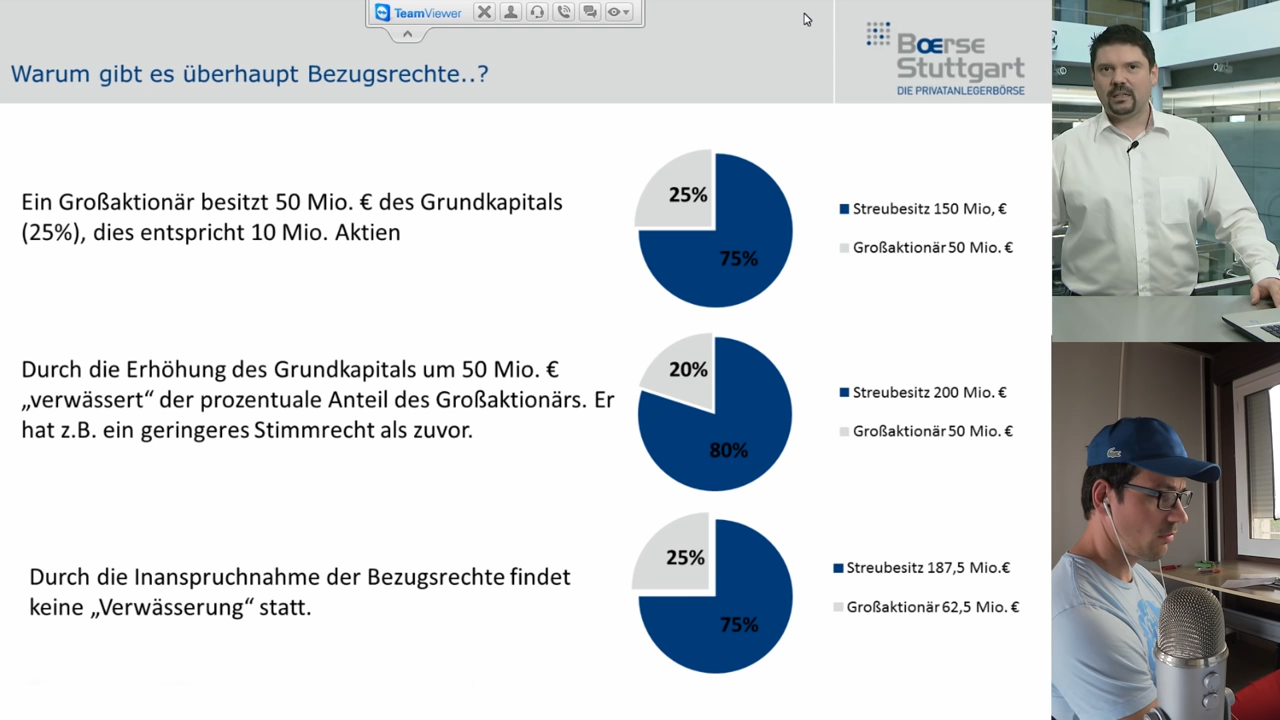 TeamViewer
Warum gibt es überhaupt Bezugsrechte..?
Bœrse
Stuttgart
DIE PRIVATANLEGERBÖRSE
Ein Großaktionär besitzt 50 Mio. € des Grundkapitals
(25%), dies entspricht 10 Mio. Aktien
25%
75%
Streubesitz 150 Mio, €
Großaktionär 50 Mio. €
Durch die Erhöhung des Grundkapitals um 50 Mio. €
„verwässert“ der prozentuale Anteil des Großaktionärs. Er
hat z.B. ein geringeres Stimmrecht als zuvor.
20%
80%
Streubesitz 200 Mio. €
Großaktionär 50 Mio. €
Durch die Inanspruchnahme der Bezugsrechte findet
keine „Verwässerung“ statt.
25%
75%
Streubesitz 187,5 Mio.€
Großaktionär 62,5 Mio. €